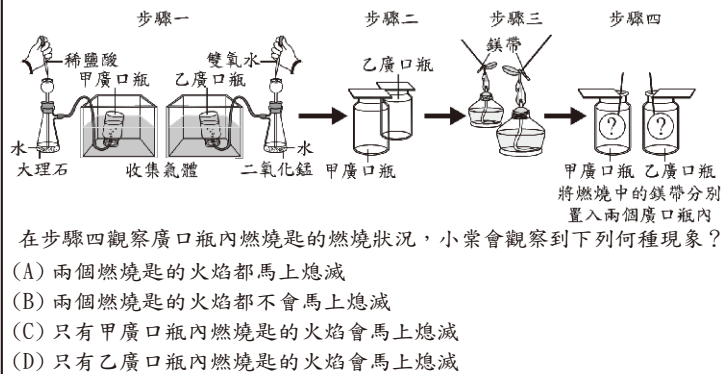 步驟一
步驟二
步驟三
步驟四
稀鹽酸
雙氧水
甲廣口瓶
乙廣口瓶
乙廣口瓶
鎂帶
?
?
水
水
大理石
收集氣體
二氧化錳
甲廣口瓶
甲廣口瓶
乙廣口瓶
將燃燒中的鎂帶分別
置入兩個廣口瓶內
在步驟四觀察廣口瓶內燃燒匙的燃燒狀況,小棠會觀察到下列何種現象?
(A)兩個燃燒匙的火焰都馬上熄滅
(B)兩個燃燒匙的火焰都不會馬上熄滅
(C)只有甲廣口瓶內燃燒匙的火焰會馬上熄滅
(D)只有乙廣口瓶內燃燒匙的火焰會馬上熄滅